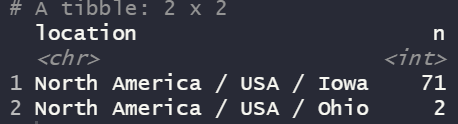 # A tibble: 2 x 2
location n
<chr> <int>
1 North America / USA / Iowa 71
2 North America / USA / Ohio 2